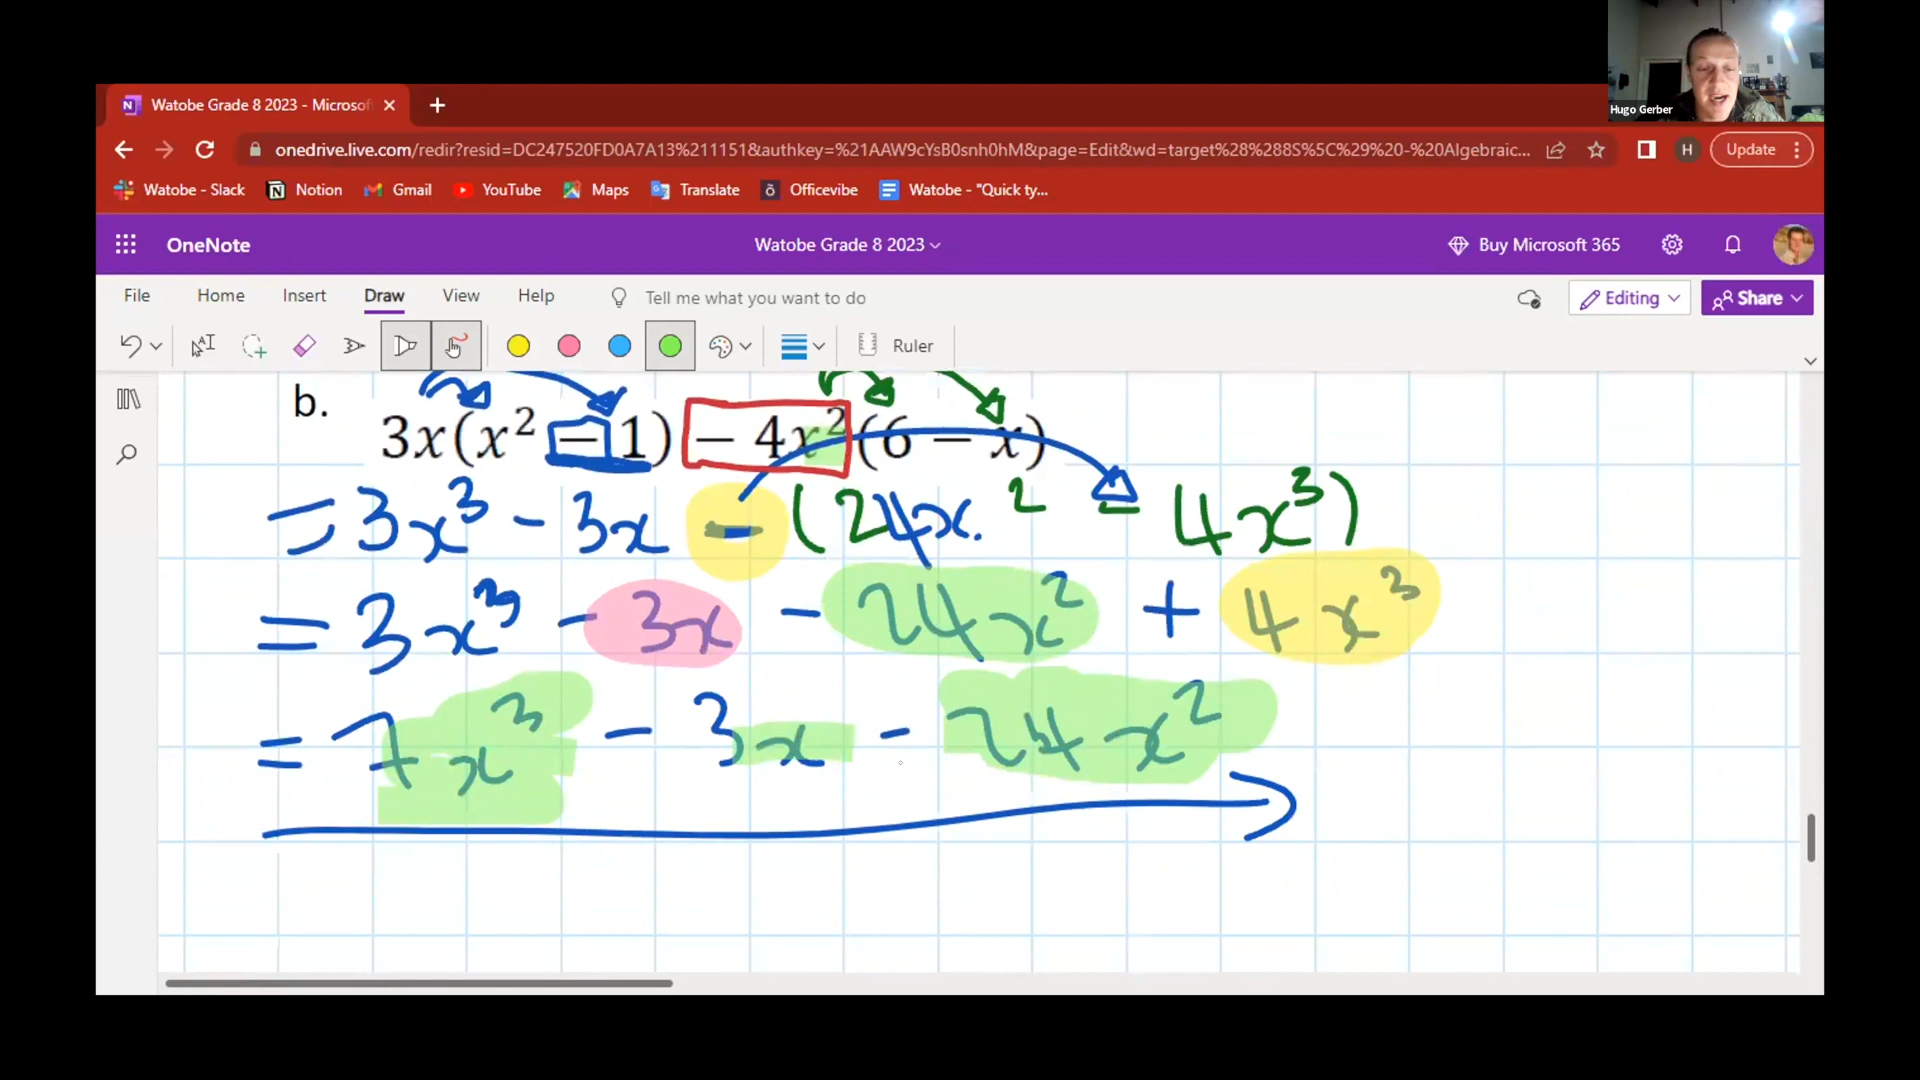 Hugo Gerber
Watobe Grade 8 2023 - Microsof
onedrive.live.com/redir?resid=DC247520FD0A7A13%211151&authkey=%21AAW9cYsB0snh0hM&page=Edit&wd=target%28%288S%5C%29%20-%20Algebraic...
H
Update
Watobe - Slack
Notion
Gmail
YouTube
Maps
Translate
Officevibe
Watobe - "Quick ty...
OneNote
Watobe Grade 8 2023
Buy Microsoft 365
File Home Insert Draw View Help
Tell me what you want to do
Editing
Share
Ruler
b.
3x(x² − 1) − 4x²(6 − x)
= 3x³ - 3x - (24x² - 4x³)
= 3x³ - 3x - 24x² + 4x³
= 7x³ - 3x - 24x²